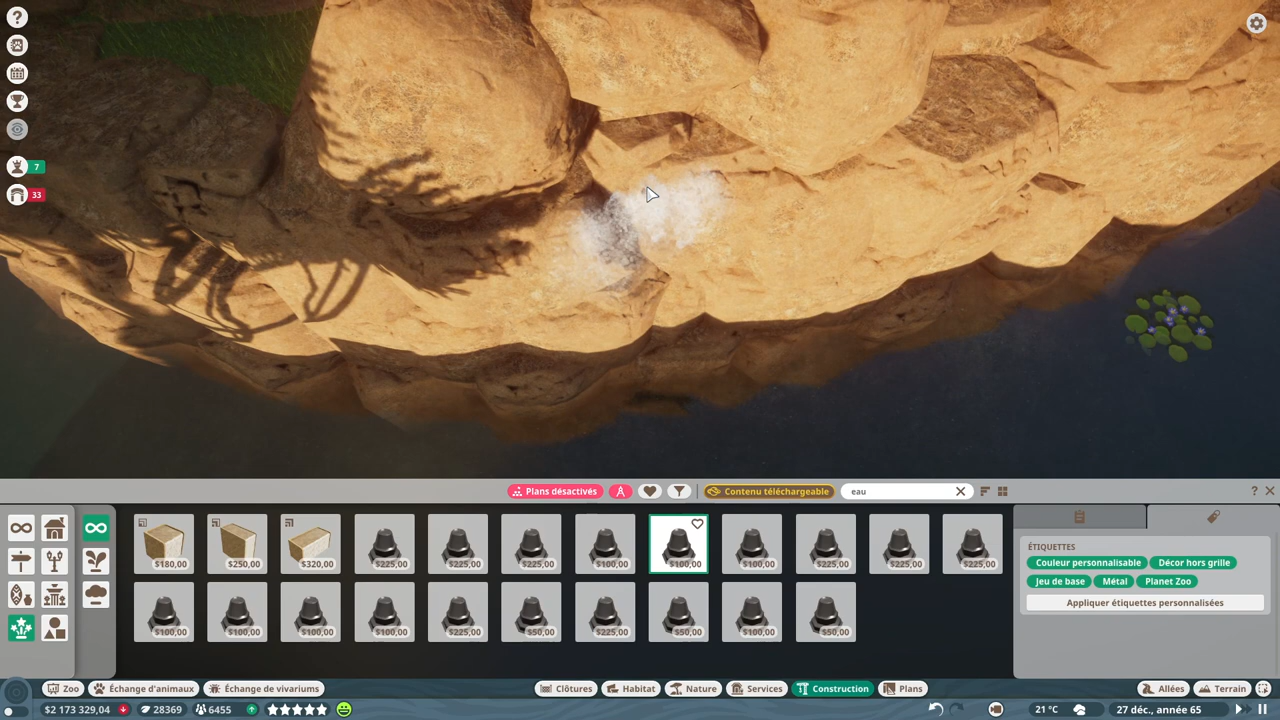 ?
7
33
Plans désactivés
Contenu téléchargeable
eau
?
$180,00
$250,00
$320,00
$225,00
$225,00
$225,00
$100,00
$100,00
$100,00
$225,00
$225,00
$225,00
$100,00
$100,00
$100,00
$100,00
$225,00
$50,00
$225,00
$50,00
$100,00
$50,00
ÉTIQUETTES
Couleur personnalisable
Décor hors grille
Jeu de base
Métal
Planet Zoo
Appliquer étiquettes personnalisées
Zoo
Échange d'animaux
Échange de vivariums
Clôtures
Habitat
Nature
Services
Construction
Plans
Allées
Terrain
$2 173 329,04
28369
6455
21 °C
27 déc., année 65